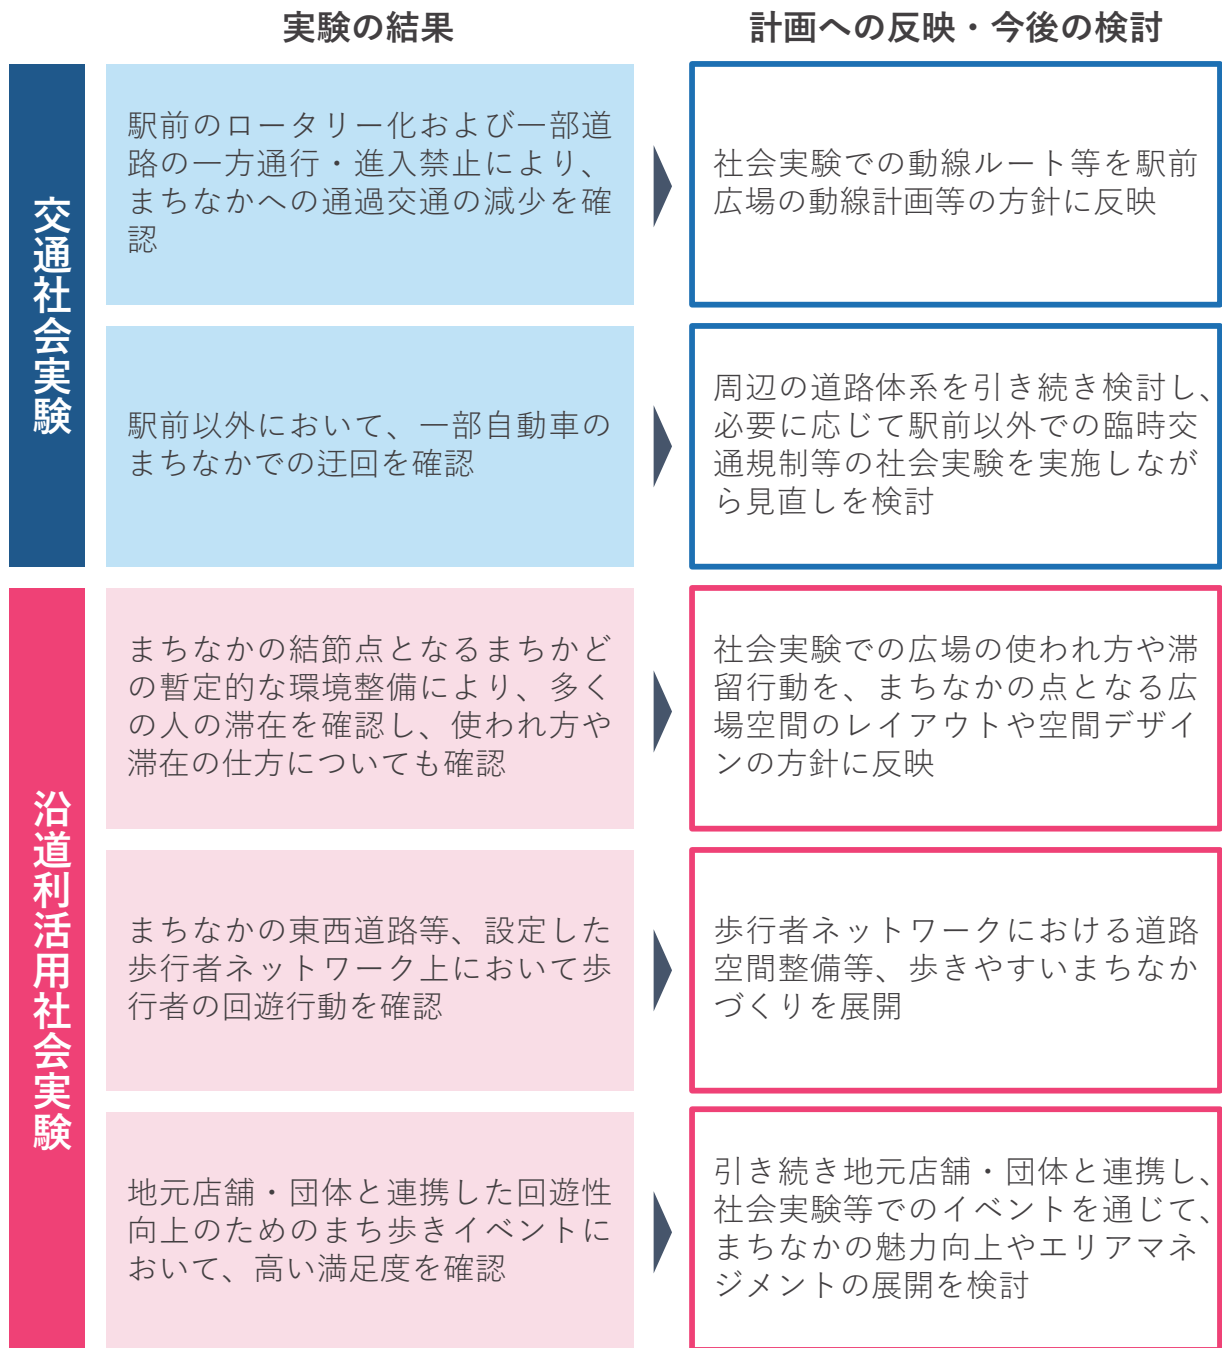 実験の結果
計画への反映・今後の検討
交通社会実験
駅前のロータリー化および一部道
路の一方通行・進入禁止により、
まちなかへの通過交通の減少を確
認
社会実験での動線ルート等を駅前
広場の動線計画等の方針に反映
駅前以外において、一部自動車の
まちなかでの迂回を確認
周辺の道路体系を引き続き検討し、
必要に応じて駅前以外での臨時交
通規制等の社会実験を実施しなが
ら見直しを検討
沿道利活用社会実験
まちなかの結節点となるまちかど
の暫定的な環境整備により、多く
の人の滞在を確認し、使われ方や
滞在の仕方についても確認
社会実験での広場の使われ方や滞
留行動を、まちなかの点となる広
場空間のレイアウトや空間デザイ
ンの方針に反映
まちなかの東西道路等、設定した
歩行者ネットワーク上において歩
行者の回遊行動を確認
歩行者ネットワークにおける道路
空間整備等、歩きやすいまちなか
づくりを展開
地元店舗・団体と連携した回遊性
向上のためのまち歩きイベントに
おいて、高い満足度を確認
引き続き地元店舗・団体と連携し、
社会実験等でのイベントを通じて、
まちなかの魅力向上やエリアマネ
ジメントの展開を検討